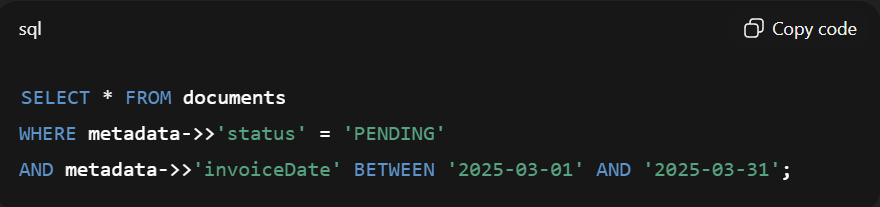 sql
Copy code
SELECT * FROM documents
WHERE metadata->>'status' = 'PENDING'
AND metadata->>'invoiceDate' BETWEEN '2025-03-01' AND '2025-03-31';